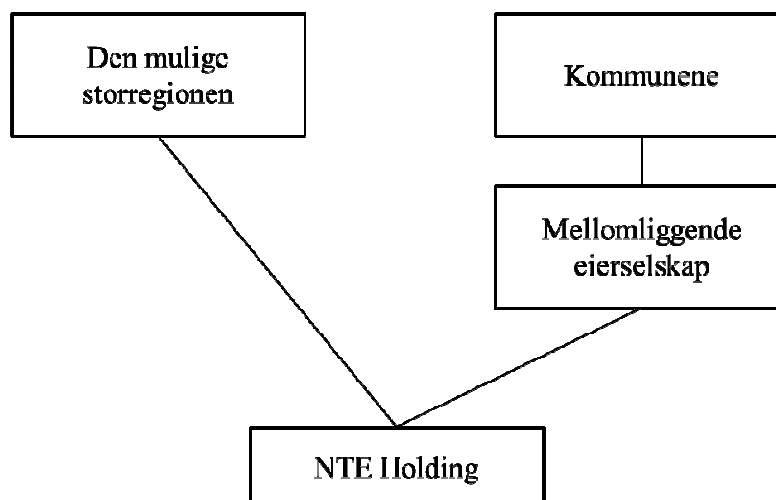 Den mulige
storregionen
Kommunene
Mellomliggende
eierselskap
NTE Holding